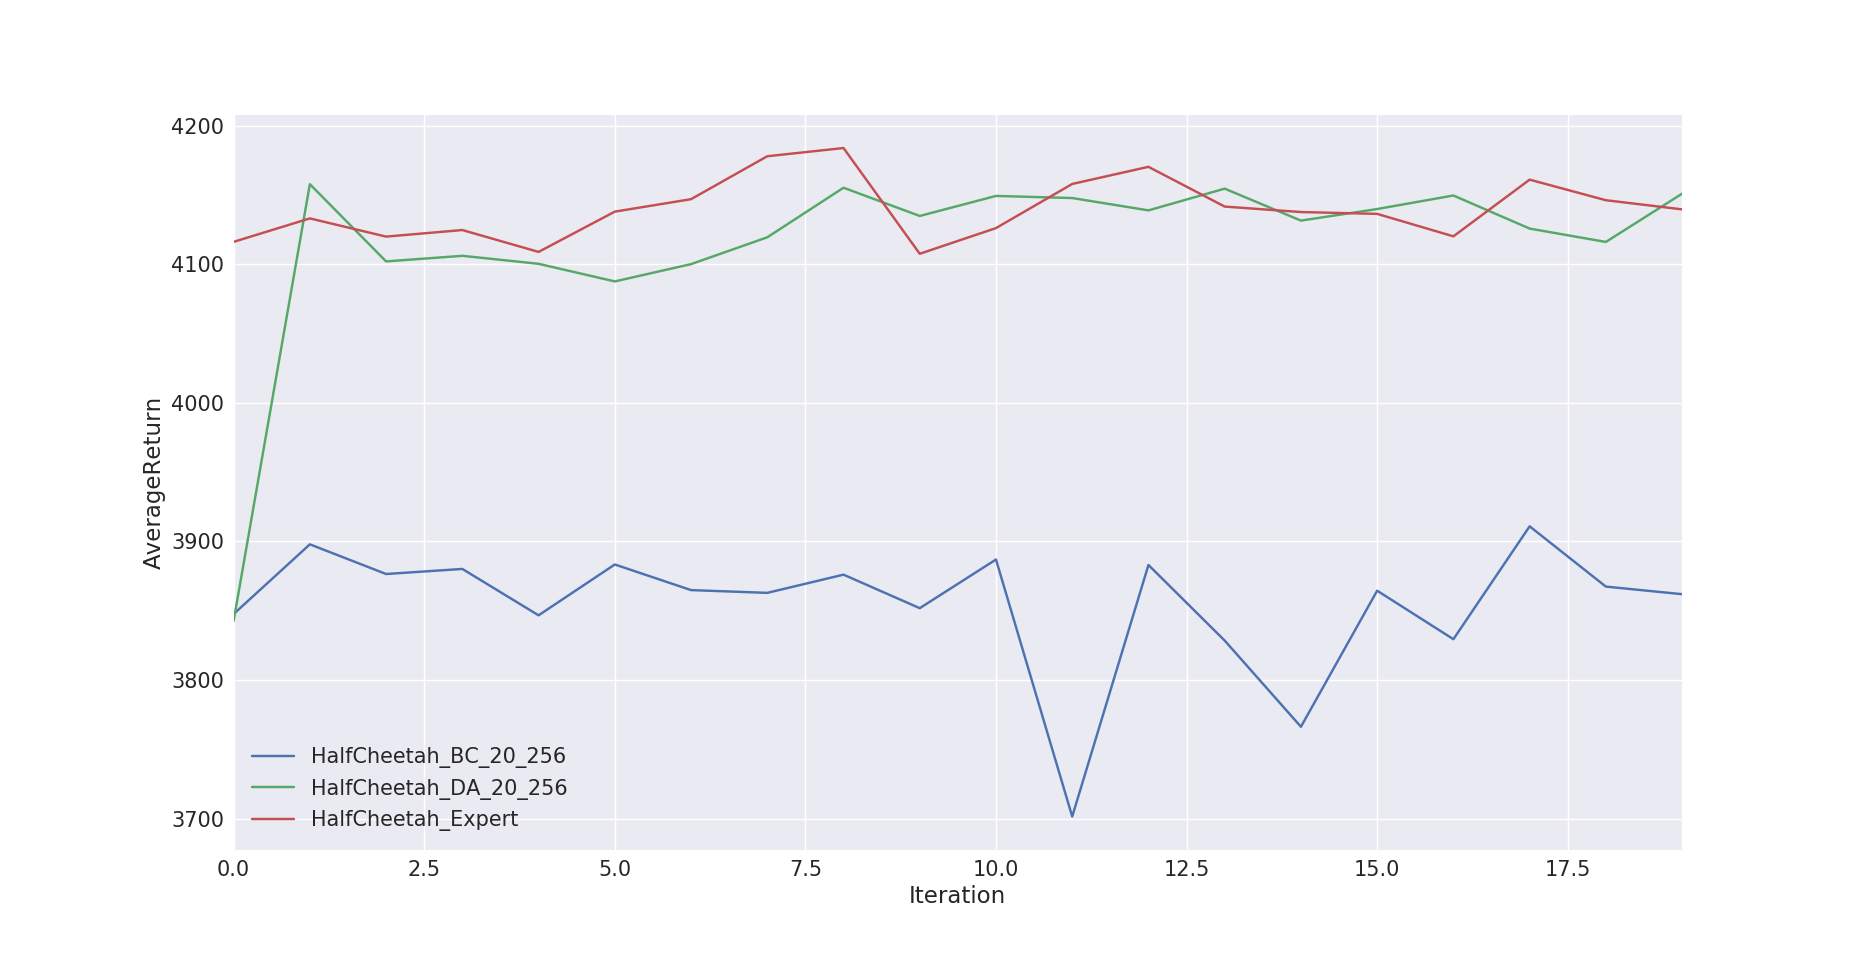 4200
4100
4000
3900
3800
3700
AverageReturn
HalfCheetah_BC_20_256
HalfCheetah_DA_20_256
HalfCheetah_Expert
0.0 2.5 5.0 7.5 10.0 12.5 15.0 17.5
Iteration